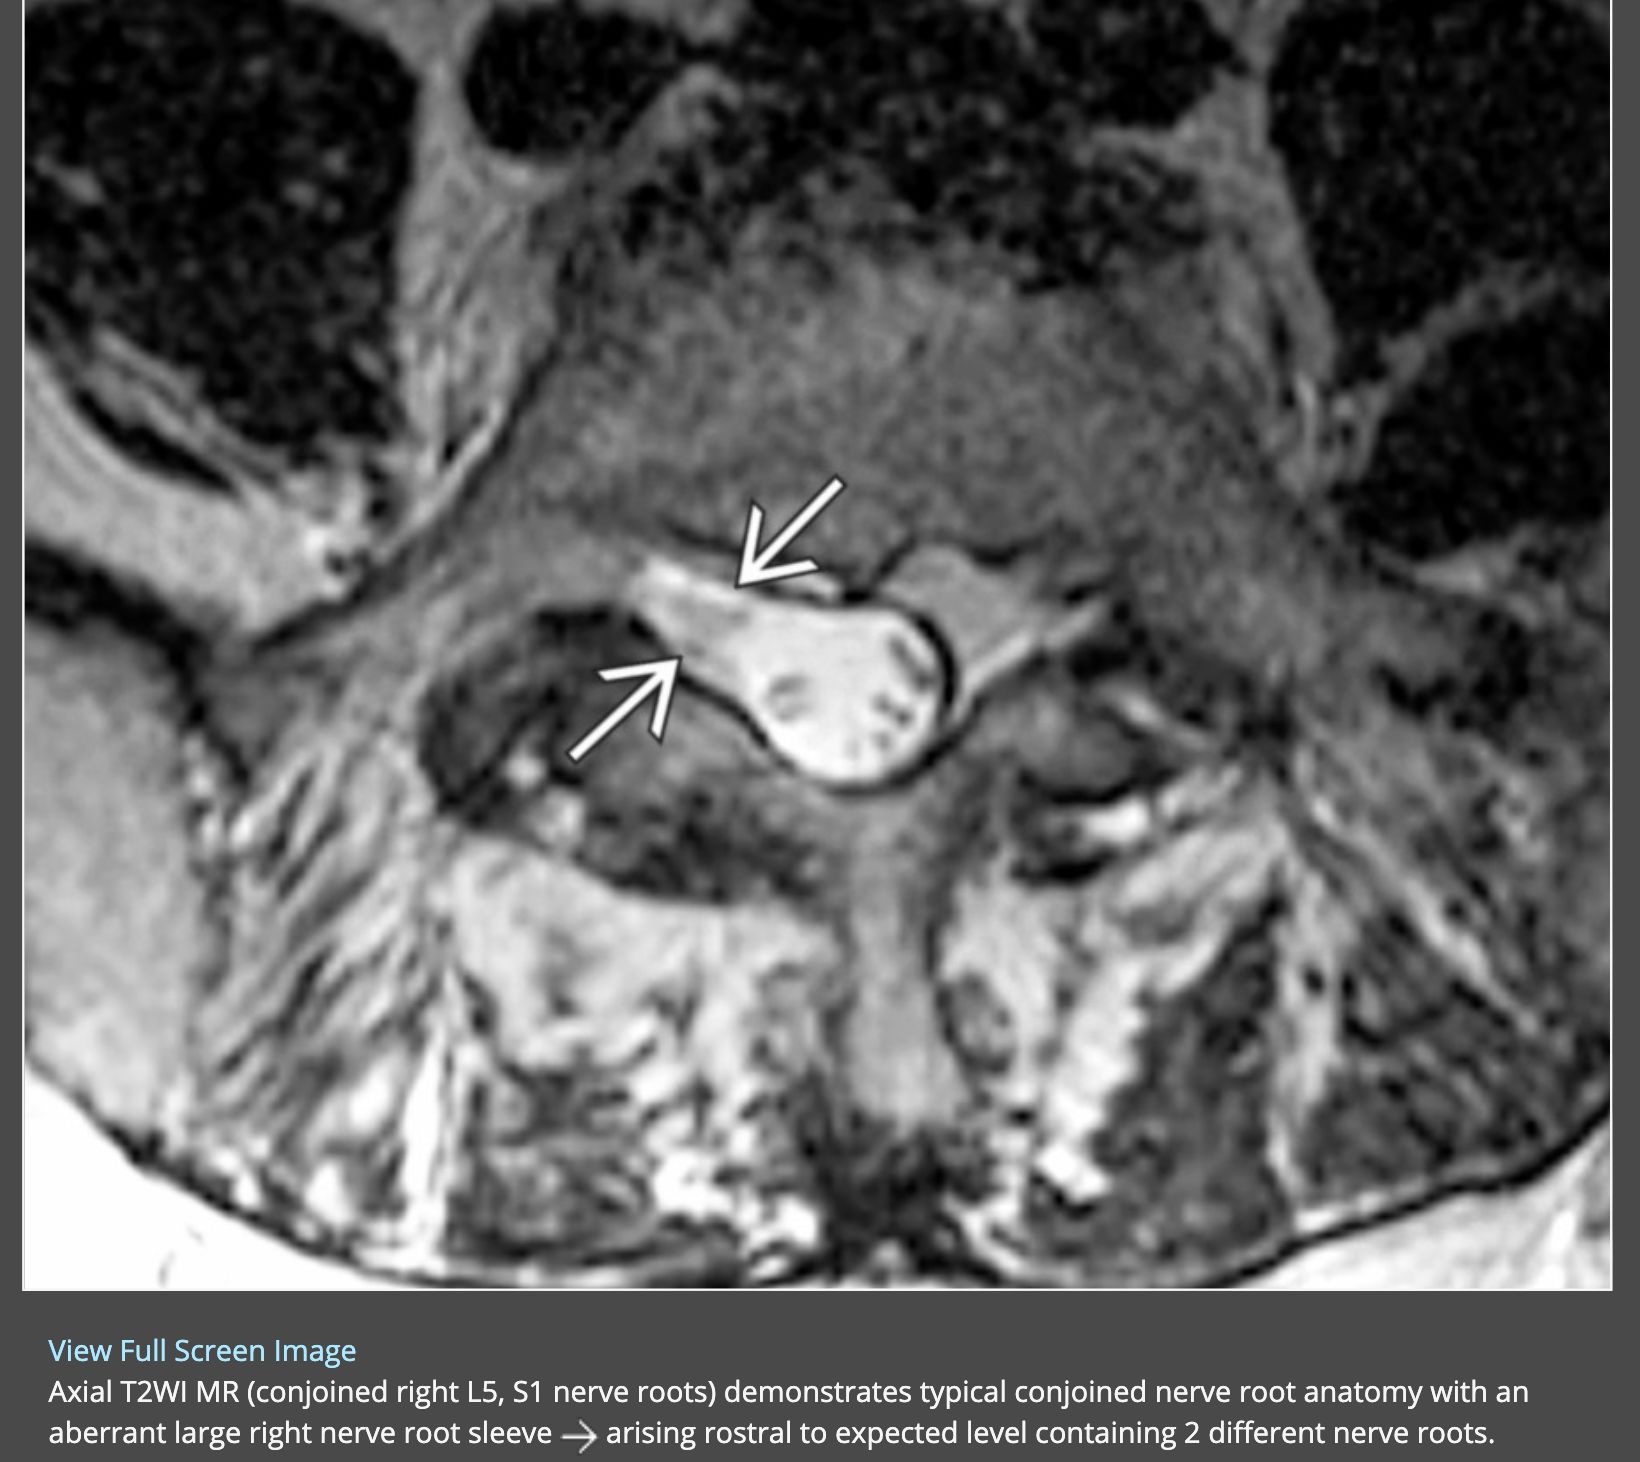 View Full Screen Image
Axial T2WI MR (conjoined right L5, S1 nerve roots) demonstrates typical conjoined nerve root anatomy with an
aberrant large right nerve root sleeve → arising rostral to expected level containing 2 different nerve roots.